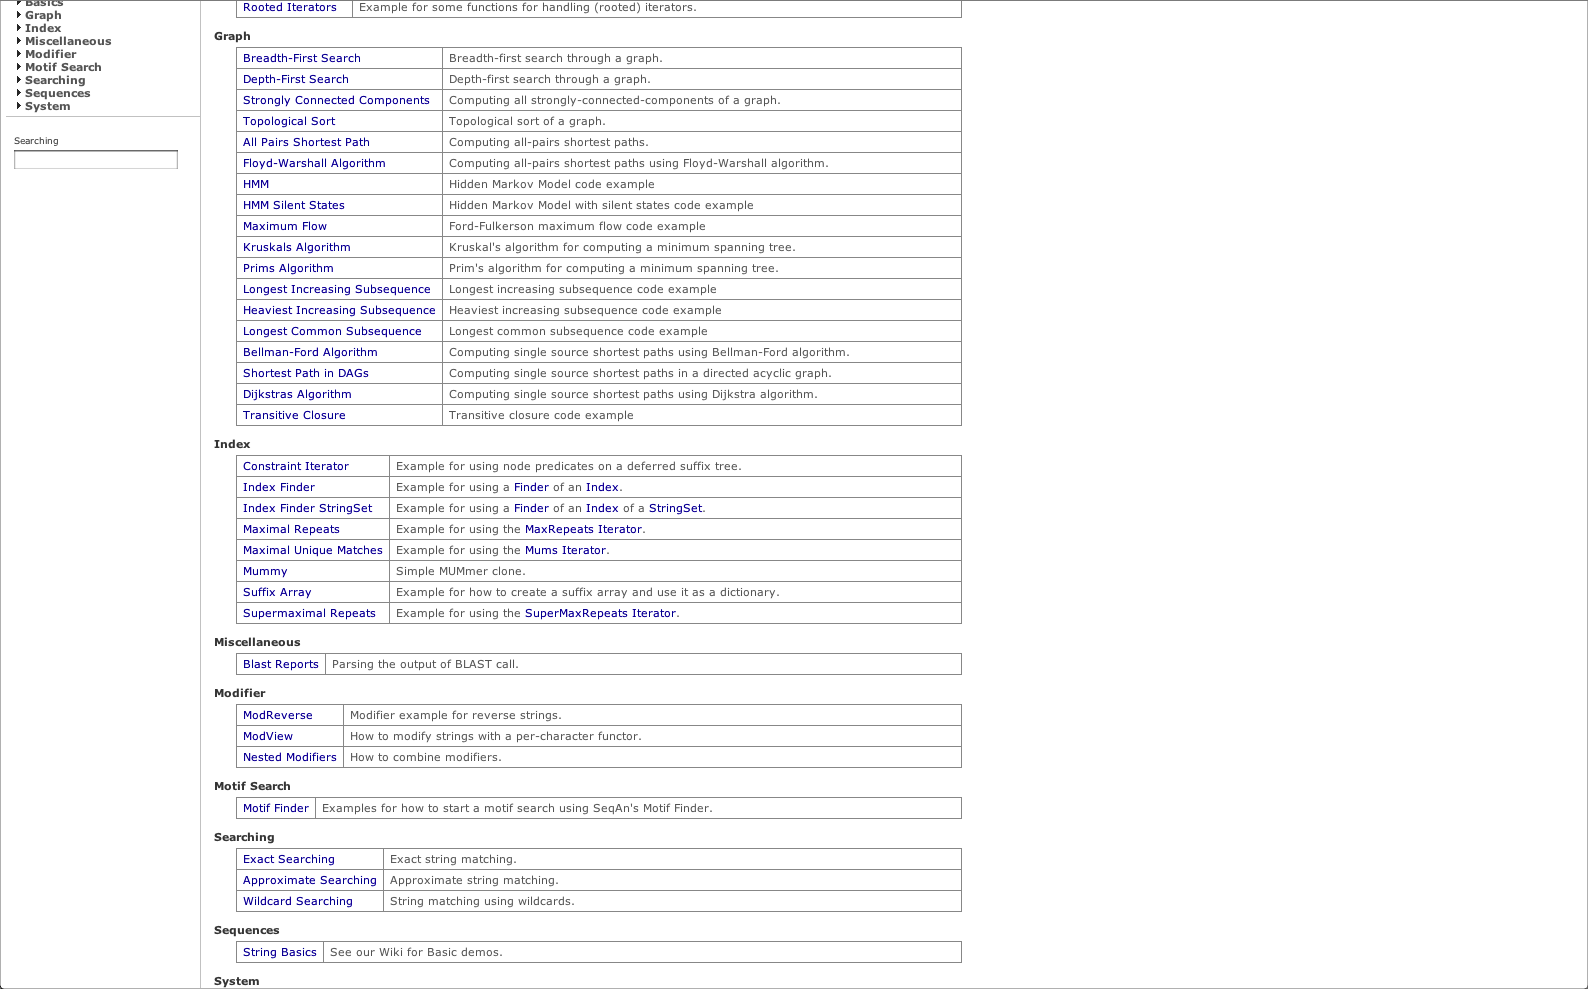 Basics
Graph
Index
Miscellaneous
Modifier
Motif Search
Searching
Sequences
System
Searching
Rooted Iterators Example for some functions for handling (rooted) iterators.
Graph
Breadth-First Search Breadth-first search through a graph.
Depth-First Search Depth-first search through a graph.
Strongly Connected Components Computing all strongly-connected-components of a graph.
Topological Sort Topological sort of a graph.
All Pairs Shortest Path Computing all-pairs shortest paths.
Floyd-Warshall Algorithm Computing all-pairs shortest paths using Floyd-Warshall algorithm.
HMM Hidden Markov Model code example
HMM Silent States Hidden Markov Model with silent states code example
Maximum Flow Ford-Fulkerson maximum flow code example
Kruskals Algorithm Kruskal's algorithm for computing a minimum spanning tree.
Prims Algorithm Prim's algorithm for computing a minimum spanning tree.
Longest Increasing Subsequence Longest increasing subsequence code example
Heaviest Increasing Subsequence Heaviest increasing subsequence code example
Longest Common Subsequence Longest common subsequence code example
Bellman-Ford Algorithm Computing single source shortest paths using Bellman-Ford algorithm.
Shortest Path in DAGs Computing single source shortest paths in a directed acyclic graph.
Dijkstras Algorithm Computing single source shortest paths using Dijkstra algorithm.
Transitive Closure Transitive closure code example
Index
Constraint Iterator Example for using node predicates on a deferred suffix tree.
Index Finder Example for using a Finder of an Index.
Index Finder StringSet Example for using a Finder of an Index of a StringSet.
Maximal Repeats Example for using the MaxRepeats Iterator.
Maximal Unique Matches Example for using the Mums Iterator.
Mummy Simple MUMmer clone.
Suffix Array Example for how to create a suffix array and use it as a dictionary.
Supermaximal Repeats Example for using the SuperMaxRepeats Iterator.
Miscellaneous
Blast Reports Parsing the output of BLAST call.
Modifier
ModReverse Modifier example for reverse strings.
ModView How to modify strings with a per-character functor.
Nested Modifiers How to combine modifiers.
Motif Search
Motif Finder Examples for how to start a motif search using SeqAn's Motif Finder.
Searching
Exact Searching Exact string matching.
Approximate Searching Approximate string matching.
Wildcard Searching String matching using wildcards.
Sequences
String Basics See our Wiki for Basic demos.
System